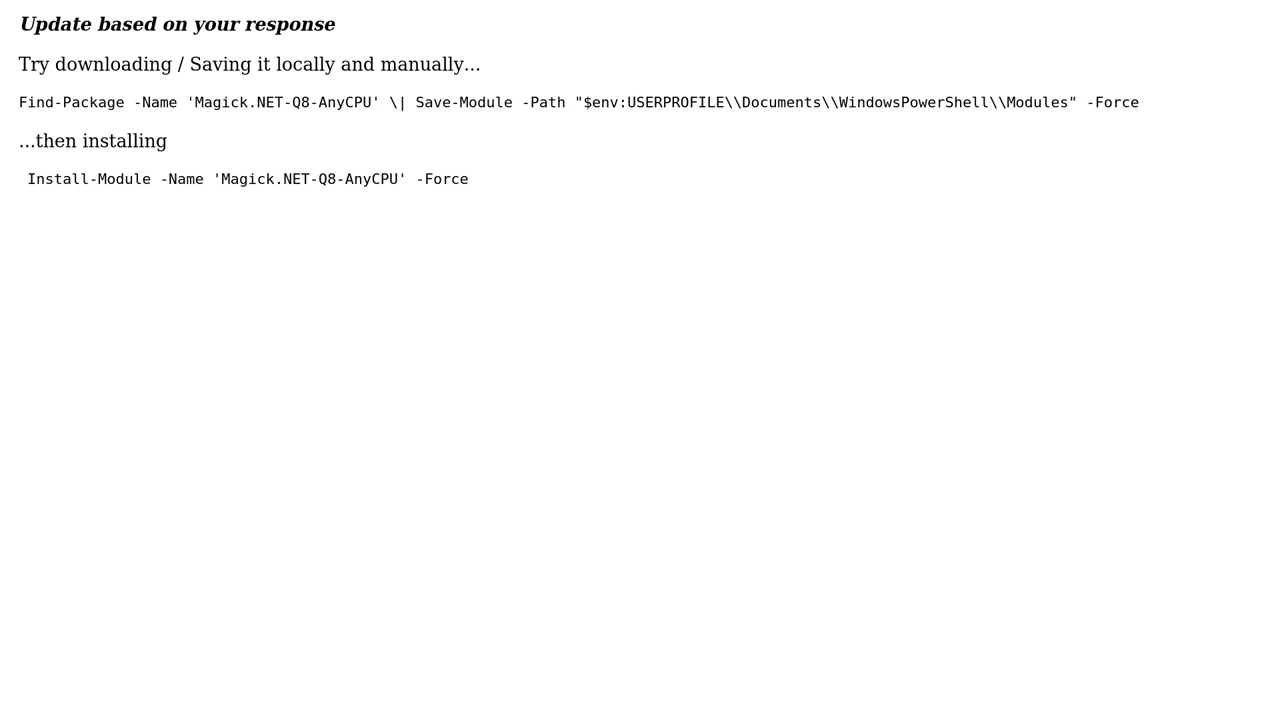 Update based on your response
Try downloading / Saving it locally and manually...
Find-Package -Name 'Magick.NET-Q8-AnyCPU' \| Save-Module -Path "$env:USERPROFILE\\Documents\\WindowsPowerShell\\Modules" -Force
...then installing
Install-Module -Name 'Magick.NET-Q8-AnyCPU' -Force